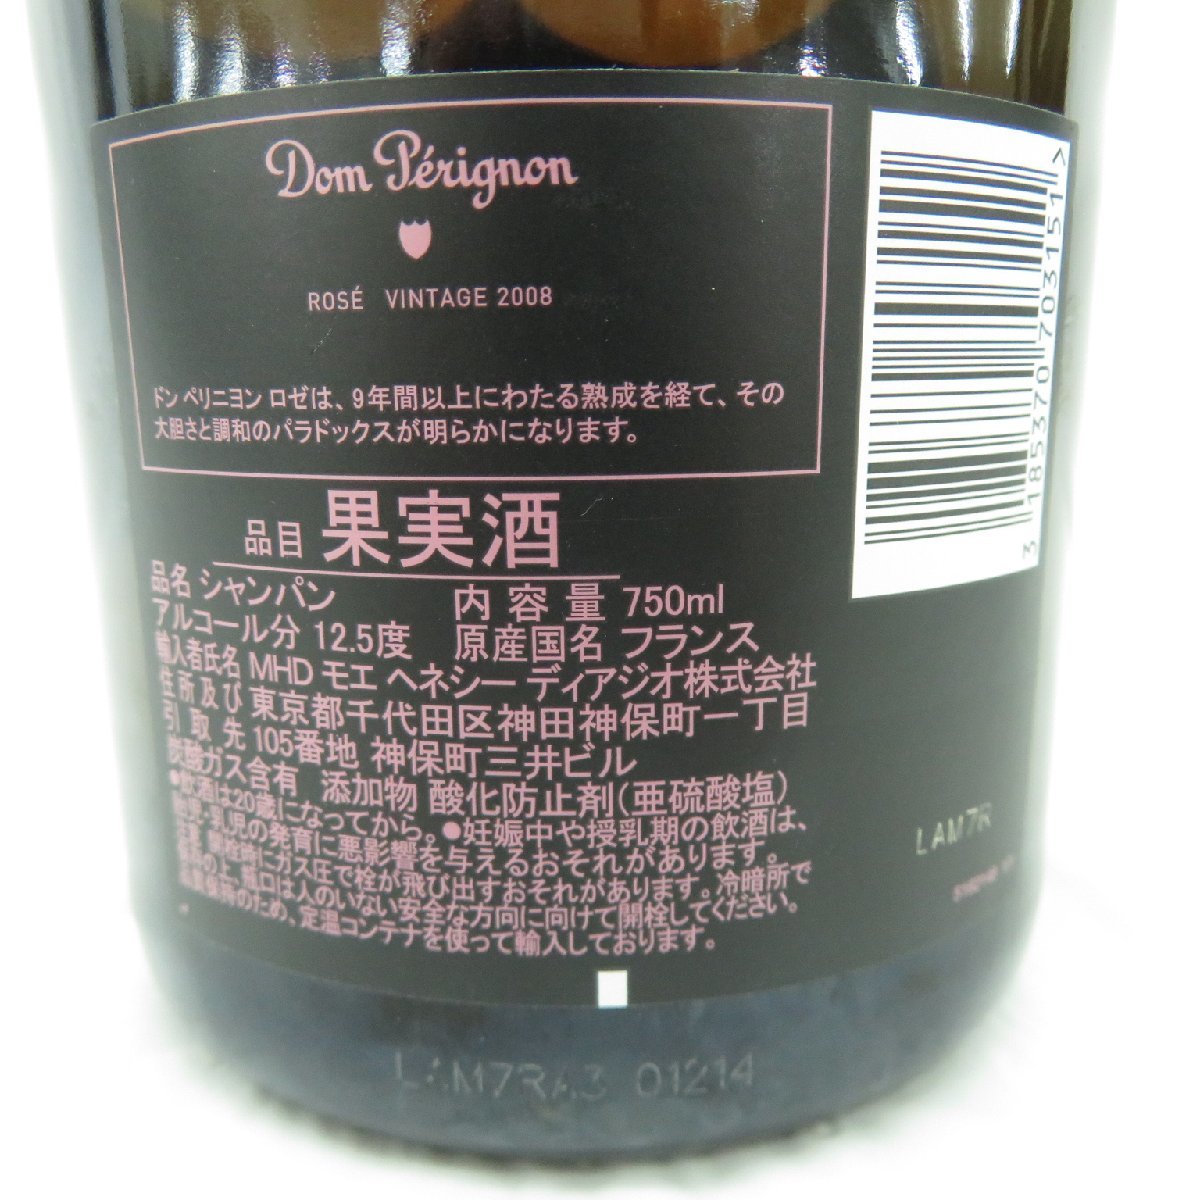 Dom Pérignon
ROSÉ VINTAGE 2008
ドン ペリニヨン ロゼは、9年間以上にわたる熟成を経て、その
大胆さと調和のパラドックスが明らかになります。
品目 果実酒
品名 シャンパン 内容量 750ml
アルコール分 12.5度 原産国名 フランス
輸入者氏名 MHD モエ ヘネシー ディアジオ株式会社
住所及び 東京都千代田区神田神保町一丁目
引取先 105番地 神保町三井ビル
炭酸ガス含有 添加物 酸化防止剤(亜硫酸塩)
●飲酒は20歳になってから。●妊娠中や授乳期の飲酒は、
胎児・乳児の発育に悪影響を与えるおそれがあります。
開栓時にガス圧で栓が飛び出すおそれがあります。冷暗所で
の上、瓶口は人のいない安全な方向に向けて開栓してください。
品質保持のため、定温コンテナを使って輸入しております。
3 185370 703151 >
LAM7R
LAM7RA3 01214